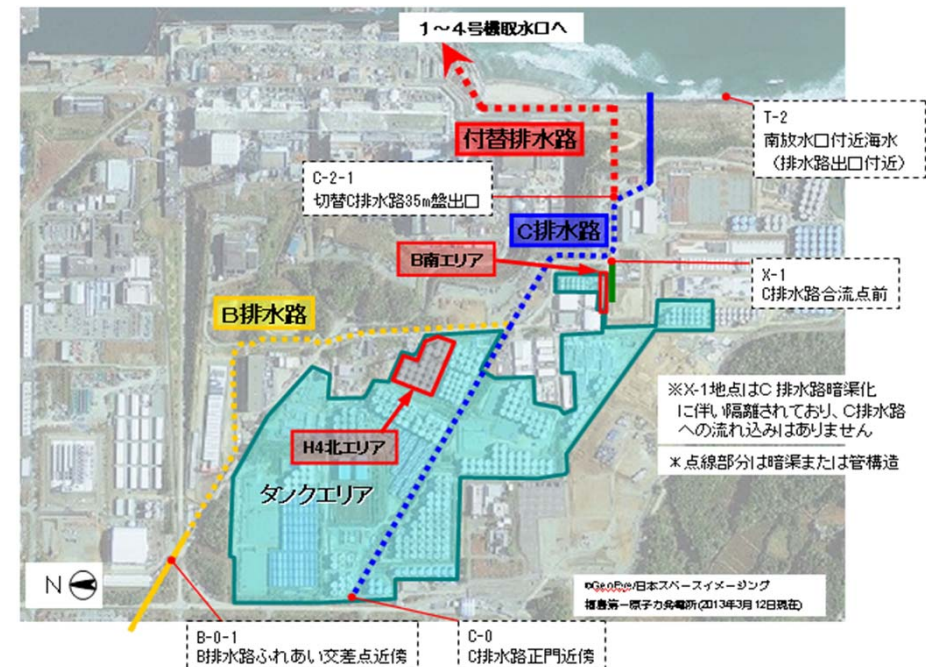 1～4号機取水口へ
付替排水路
T-2
南放水口付近海水
(排水路出口付近)
C-2-1
切替C排水路35m盤出口
C排水路
B南エリア
X-1
C排水路合流点前
B排水路
※X-1地点はC排水路暗渠化
に伴い隔離されており、C排水路
への流れ込みはありません
＊点線部分は暗渠または管構造
H4北エリア
タンクエリア
N
©GeoEye/日本スペースイメージング
福島第一原子力発電所(2013年3月12日現在)
B-0-1
B排水路ふれあい交差点近傍
C-0
C排水路正門近傍